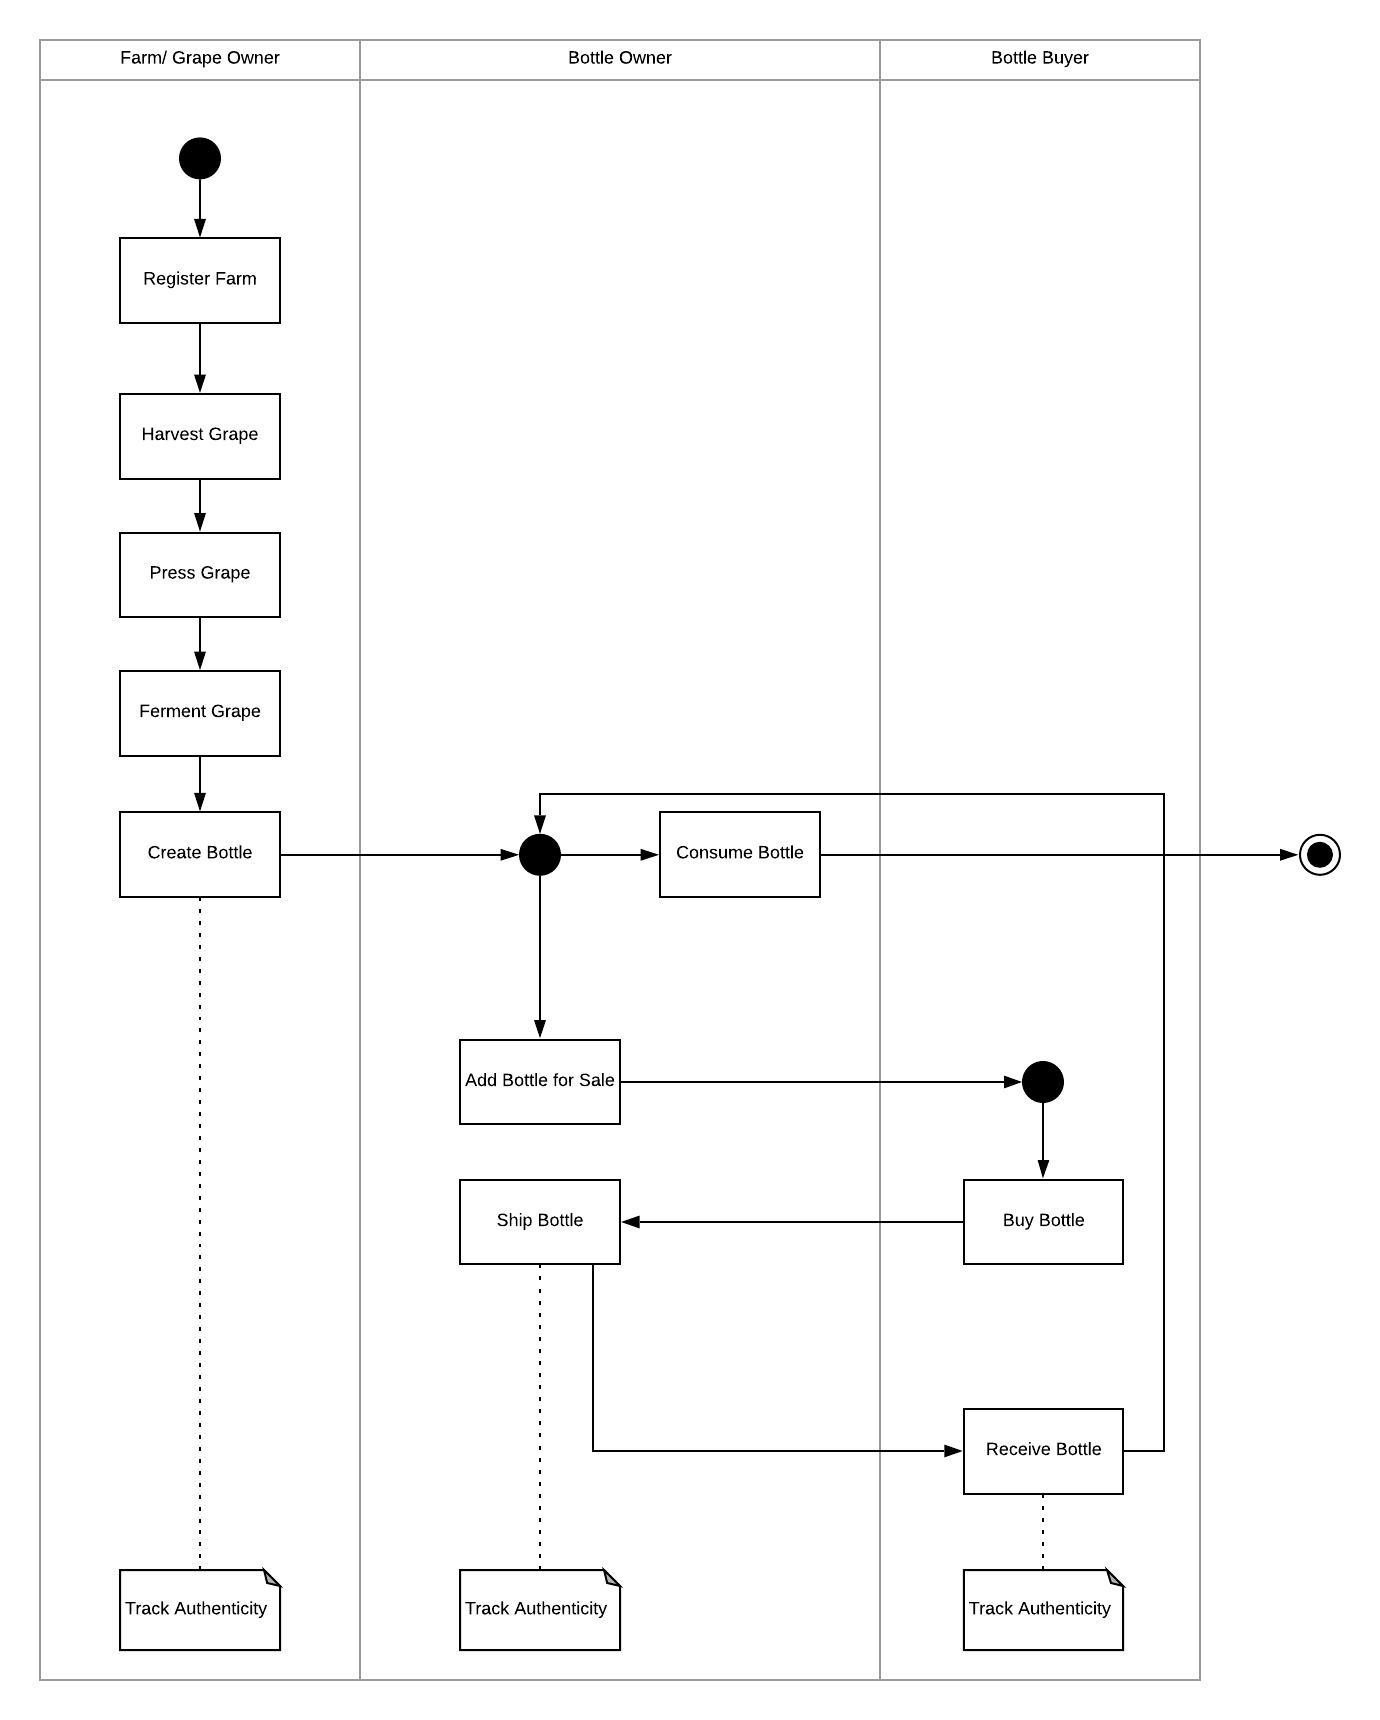 Farm/ Grape Owner
Bottle Owner
Bottle Buyer
Register Farm
Harvest Grape
Press Grape
Ferment Grape
Create Bottle
Consume Bottle
Add Bottle for Sale
Ship Bottle
Buy Bottle
Receive Bottle
Track Authenticity
Track Authenticity
Track Authenticity